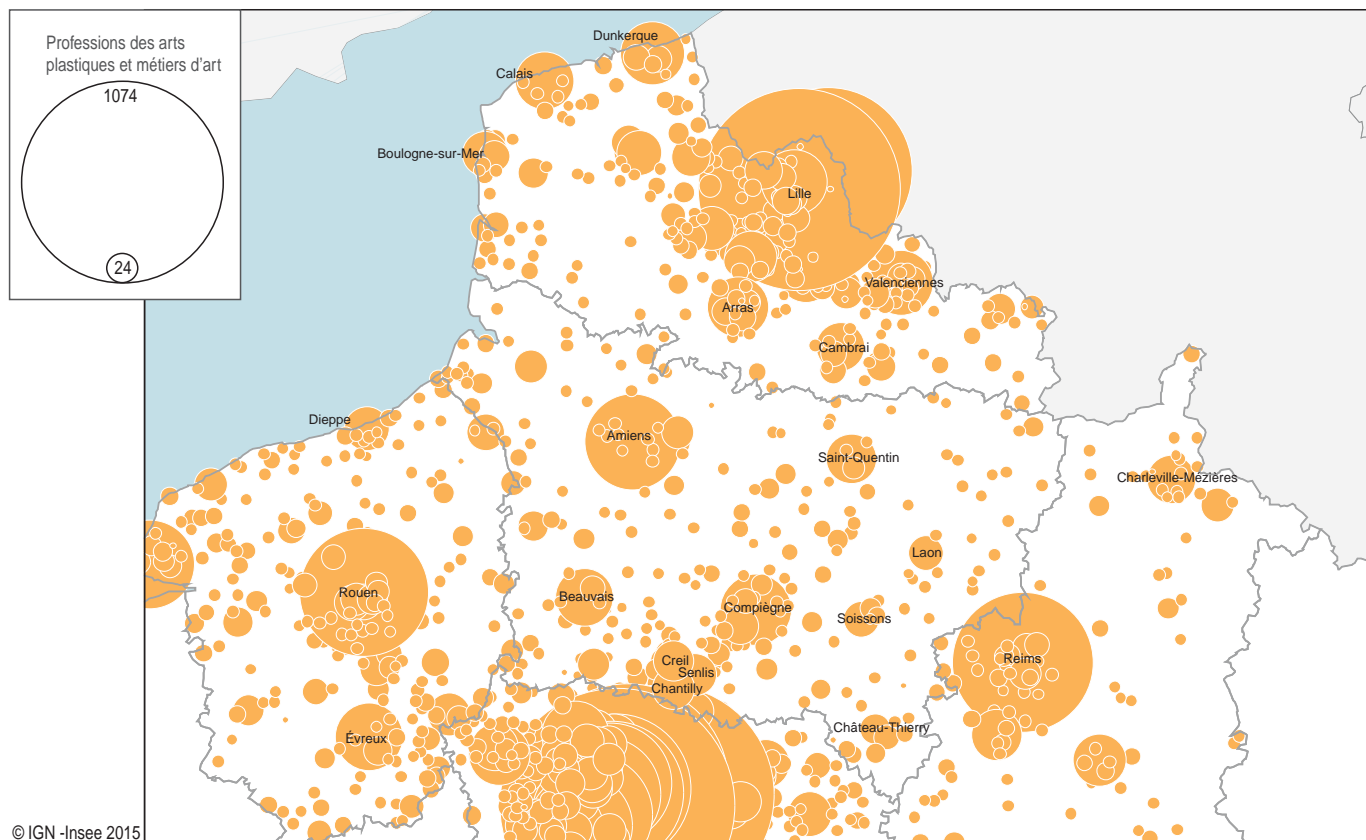 Professions des arts
plastiques et métiers d'art
1074
24
Dunkerque
Calais
Boulogne-sur-Mer
Lille
Valenciennes
Arras
Cambrai
Dieppe
Amiens
Saint-Quentin
Charleville-Mézières
Laon
Rouen
Beauvais
Compiègne
Soissons
Reims
Creil
Senlis
Chantilly
Château-Thierry
Évreux
© IGN -Insee 2015